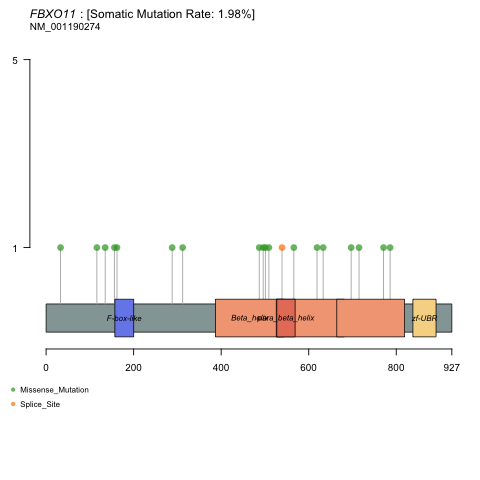 FBXO11 : [Somatic Mutation Rate: 1.98%]
NM_001190274
5
1
F-box-like
Beta_helix
para_beta_helix
zf-UBR
0 200 400 600 800 927
Missense_Mutation
Splice_Site